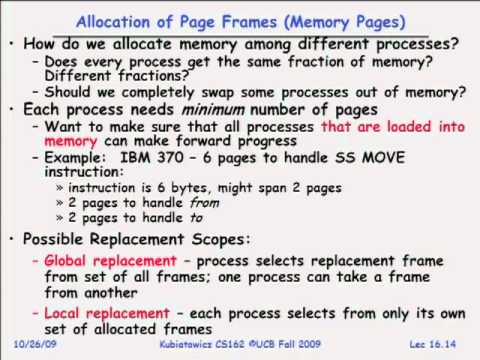 Allocation of Page Frames (Memory Pages)
• How do we allocate memory among different processes?
– Does every process get the same fraction of memory?
Different fractions?
– Should we completely swap some processes out of memory?
• Each process needs minimum number of pages
– Want to make sure that all processes that are loaded into
memory can make forward progress
– Example: IBM 370 – 6 pages to handle SS MOVE
instruction:
» instruction is 6 bytes, might span 2 pages
» 2 pages to handle from
» 2 pages to handle to
• Possible Replacement Scopes:
– Global replacement – process selects replacement frame
from set of all frames; one process can take a frame
from another
– Local replacement – each process selects from only its own
set of allocated frames
10/26/09 Kubiatowicz CS162 ©UCB Fall 2009 Lec 16.14